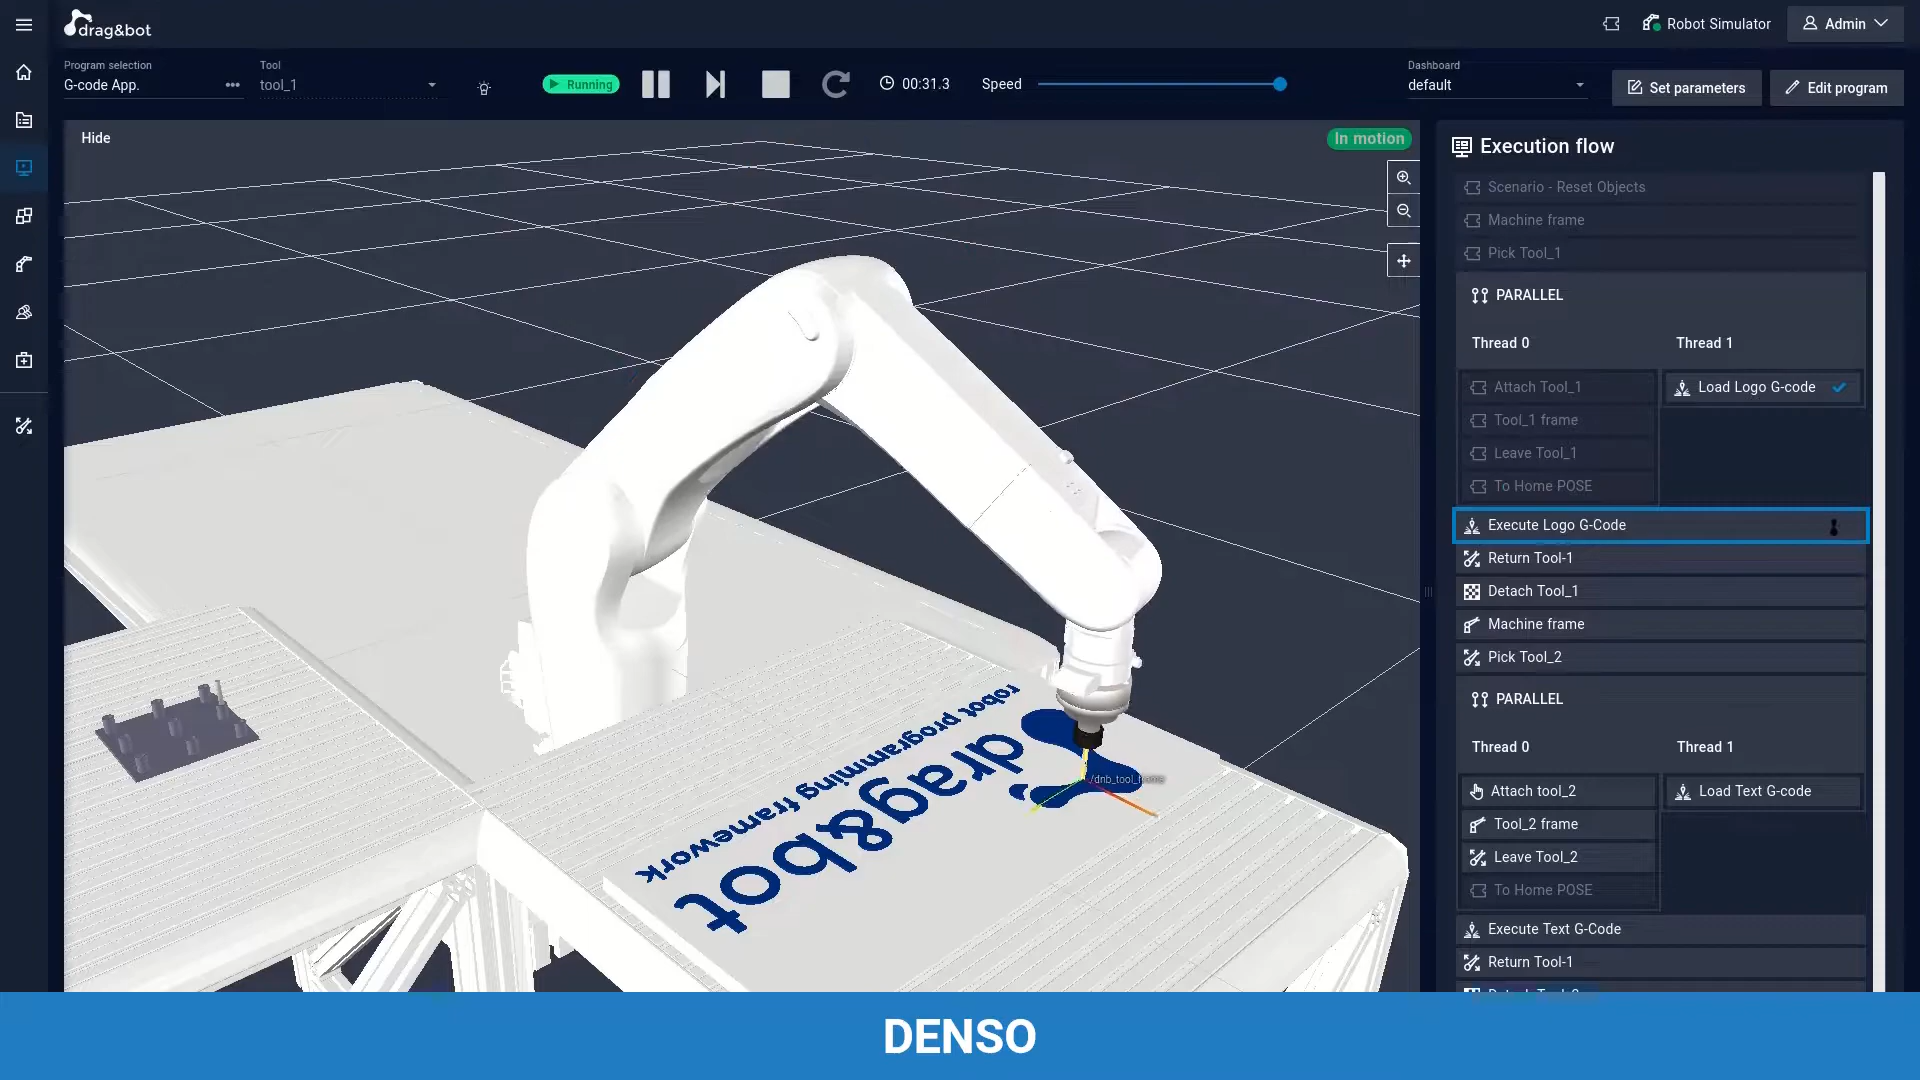 drag&bot
Robot Simulator
Admin
Program selection
G-code App.
Tool
tool_1
Running
00:31.3
Speed
Dashboard
default
Set parameters
Edit program
Hide
In motion
Execution flow
Scenario - Reset Objects
Machine frame
Pick Tool_1
PARALLEL
Thread 0
Thread 1
Attach Tool_1
Load Logo G-code
Tool_1 frame
Leave Tool_1
To Home POSE
Execute Logo G-Code
Return Tool-1
Detach Tool_1
Machine frame
Pick Tool_2
PARALLEL
Thread 0
Thread 1
Attach tool_2
Load Text G-code
Tool_2 frame
Leave Tool_2
To Home POSE
Execute Text G-Code
Return Tool-1
drag&bot
robot programming framework
DENSO